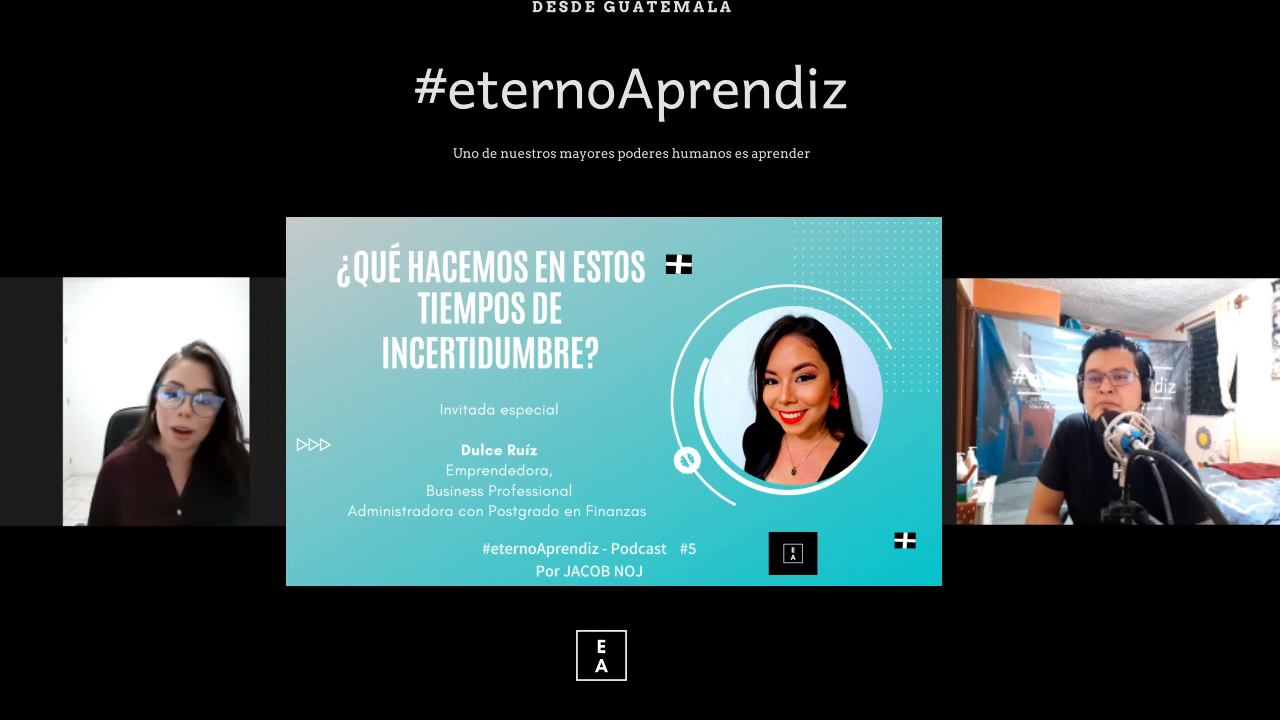 DESDE GUATEMALA
#eternoAprendiz
Uno de nuestros mayores poderes humanos es aprender
¿QUÉ HACEMOS EN ESTOS
TIEMPOS DE
INCERTIDUMBRE?
Invitada especial
Dulce Ruíz
Emprendedora,
Business Professional
Administradora con Postgrado en Finanzas
#eternoAprendiz - Podcast #5
Por JACOB NOJ
E
A
E
A